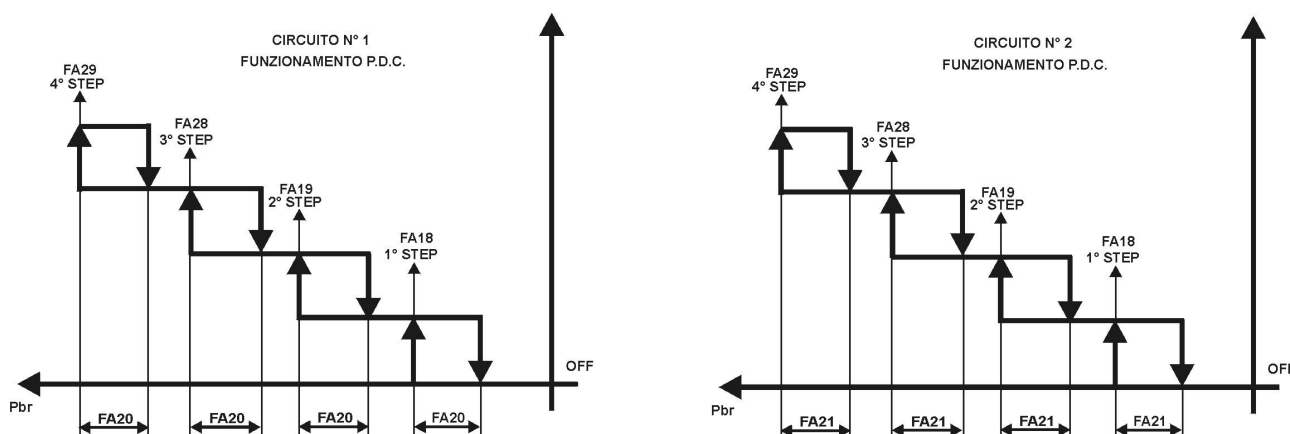 CIRCUITO N° 1
FUNZIONAMENTO P.D.C.
FA29
4° STEP
FA28
3° STEP
FA19
2° STEP
FA18
1° STEP
OFF
Pbr
FA20
FA20
FA20
FA20
CIRCUITO N° 2
FUNZIONAMENTO P.D.C.
FA29
4° STEP
FA28
3° STEP
FA19
2° STEP
FA18
1° STEP
OFF
Pbr
FA21
FA21
FA21
FA21